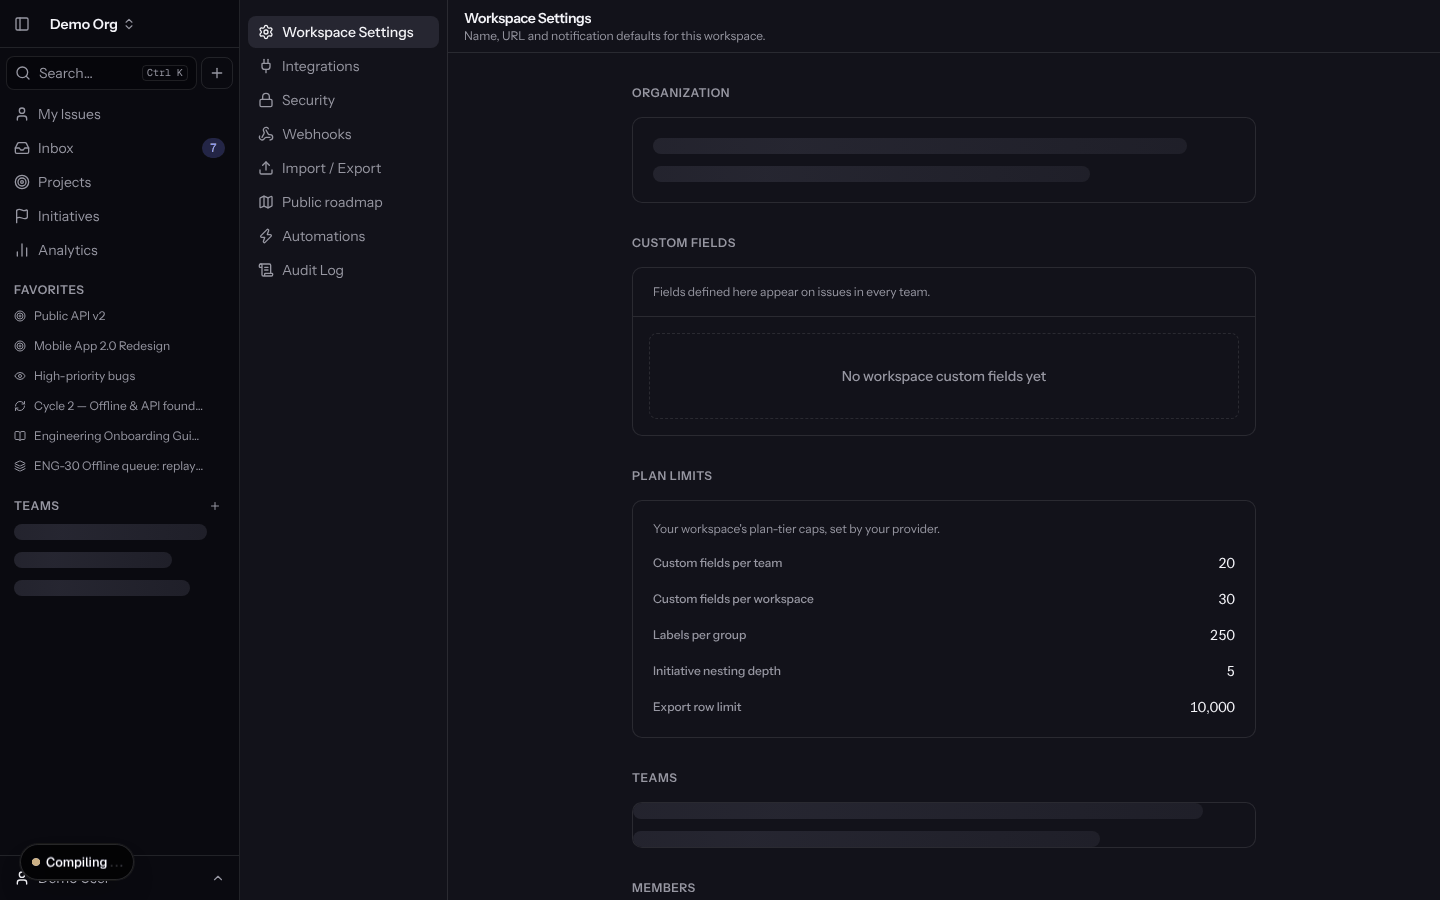 Demo Org
Search...
Ctrl K
My Issues
Inbox
7
Projects
Initiatives
Analytics
FAVORITES
Public API v2
Mobile App 2.0 Redesign
High-priority bugs
Cycle 2 — Offline & API found...
Engineering Onboarding Gui...
ENG-30 Offline queue: replay...
TEAMS
Compiling ...
Workspace Settings
Integrations
Security
Webhooks
Import / Export
Public roadmap
Automations
Audit Log
Workspace Settings
Name, URL and notification defaults for this workspace.
ORGANIZATION
CUSTOM FIELDS
Fields defined here appear on issues in every team.
No workspace custom fields yet
PLAN LIMITS
Your workspace's plan-tier caps, set by your provider.
Custom fields per team 20
Custom fields per workspace 30
Labels per group 250
Initiative nesting depth 5
Export row limit 10,000
TEAMS
MEMBERS